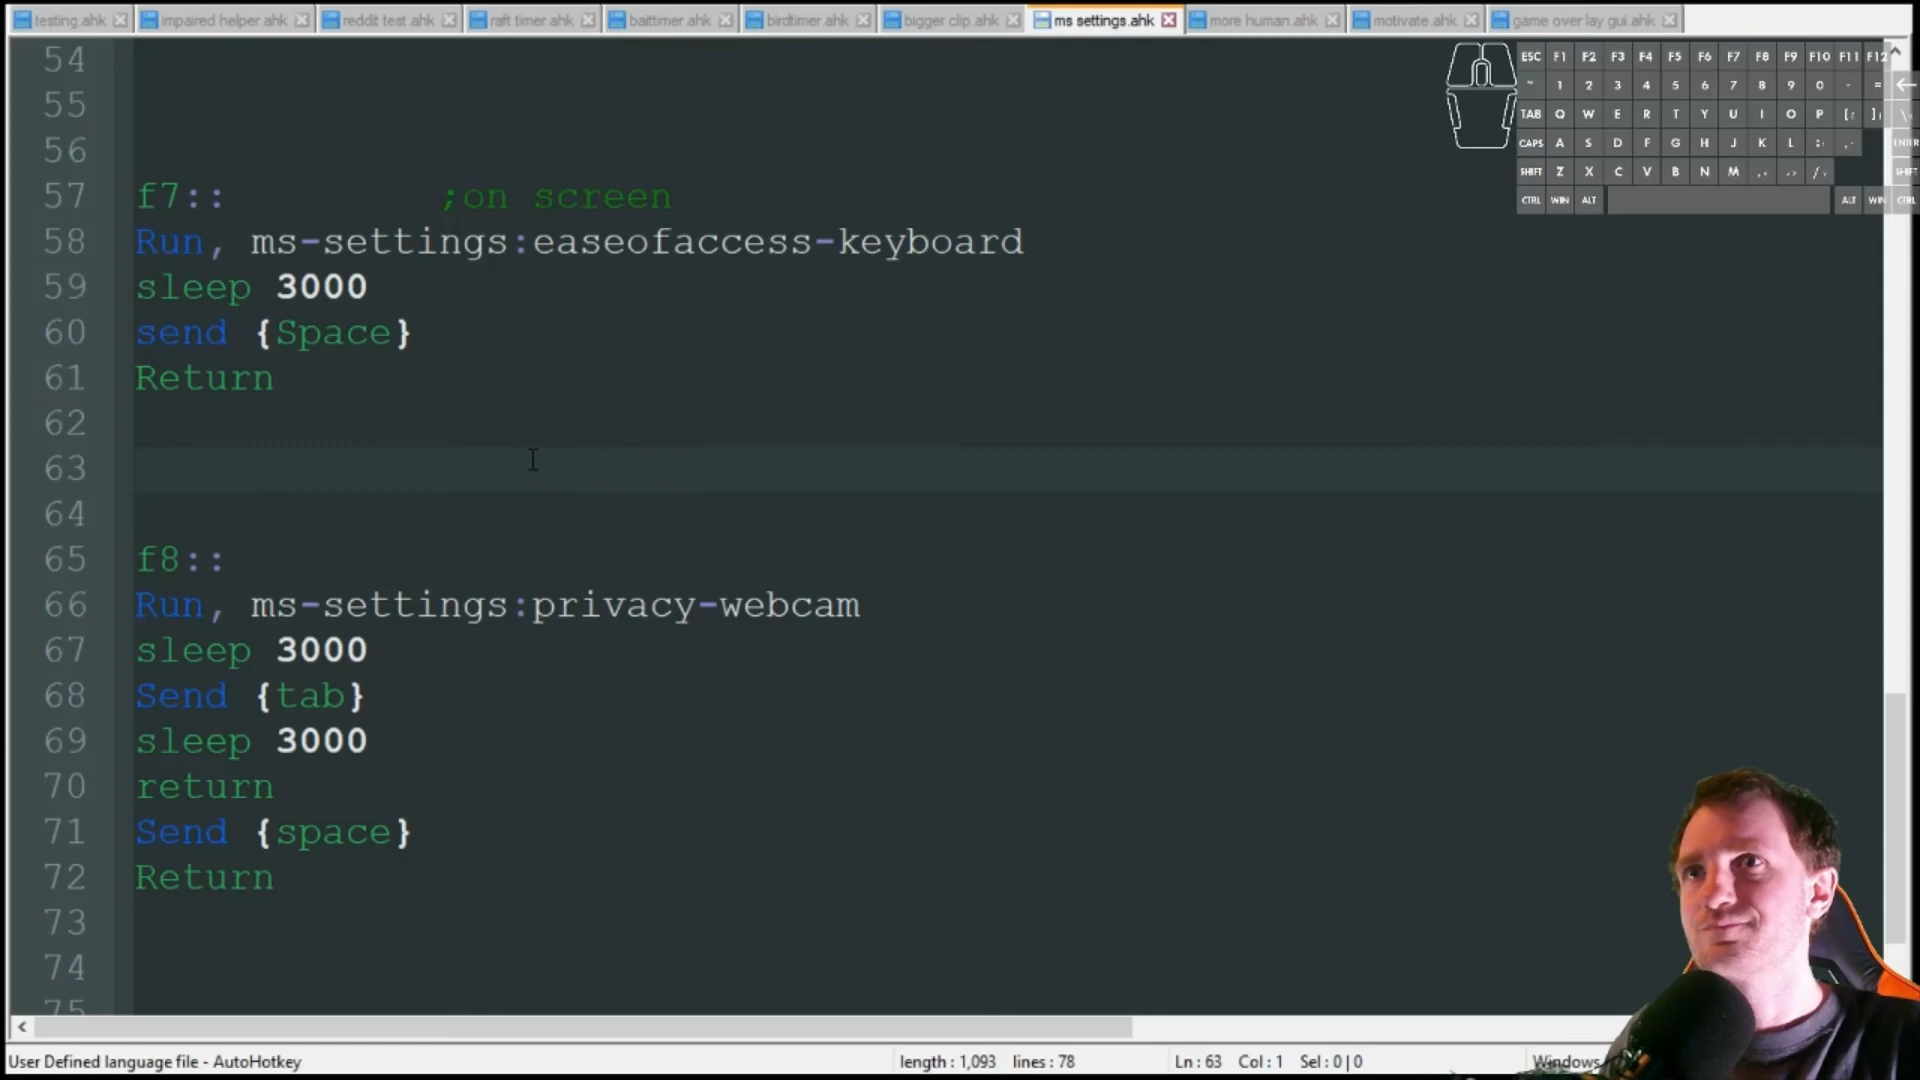 testing.ahk impaired helper.ahk reddit test.ahk raft timer.ahk baittimer.ahk birdtimer.ahk bigger clip.ahk ms settings.ahk more human.ahk motivate.ahk game over lay gui.ahk
ESC F1 F2 F3 F4 F5 F6 F7 F8 F9 F10 F11 F12
~ 1 2 3 4 5 6 7 8 9 0 - =
TAB Q W E R T Y U I O P
CAPS A S D F G H J K L ENTER
SHIFT Z X C V B N M SHIFT
CTRL WIN ALT ALT WIN CTRL
54
55
56
57 f7:: ;on screen
58 Run, ms-settings:easeofaccess-keyboard
59 sleep 3000
60 send {Space}
61 Return
62
63
64
65 f8::
66 Run, ms-settings:privacy-webcam
67 sleep 3000
68 Send {tab}
69 sleep 3000
70 return
71 Send {space}
72 Return
73
74
75
User Defined language file - AutoHotkey length : 1,093 lines : 78 Ln : 63 Col : 1 Sel : 0 | 0 Windows